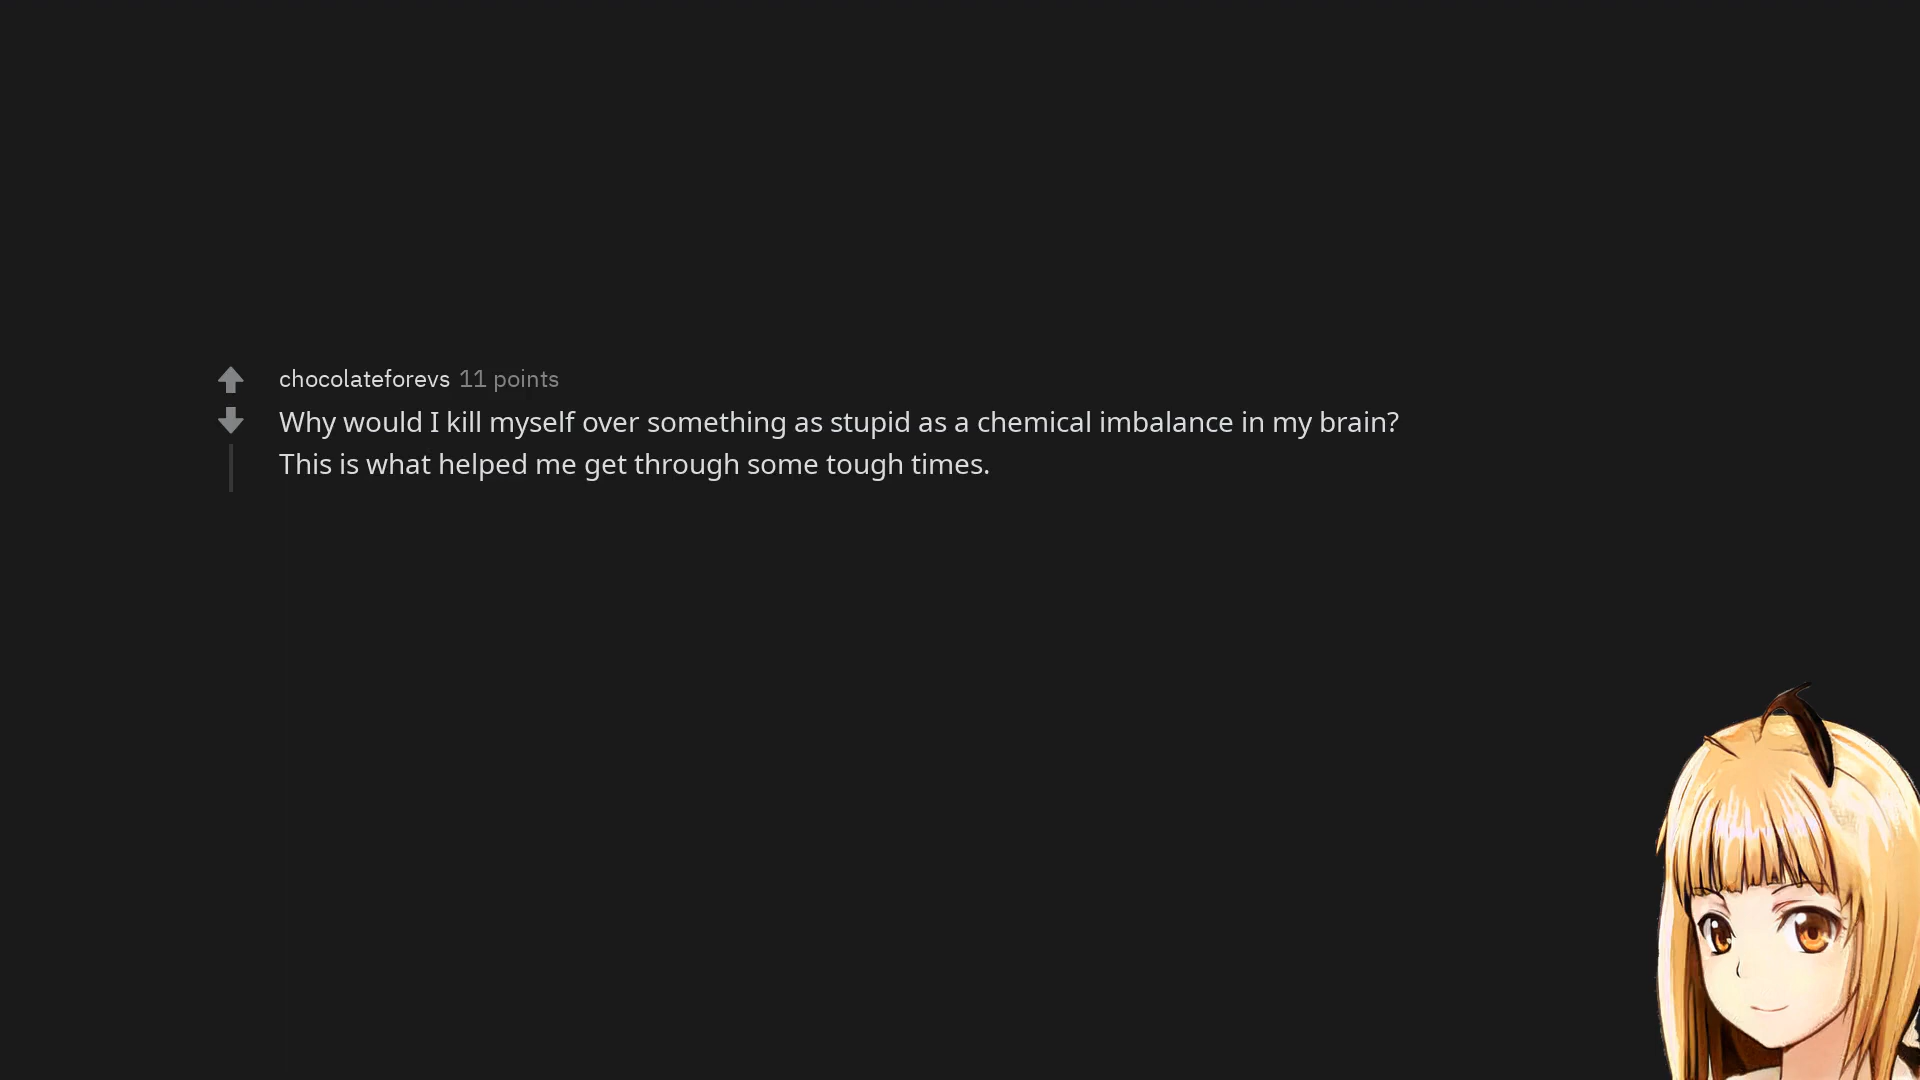 chocolateforevs 11 points
Why would I kill myself over something as stupid as a chemical imbalance in my brain?
This is what helped me get through some tough times.